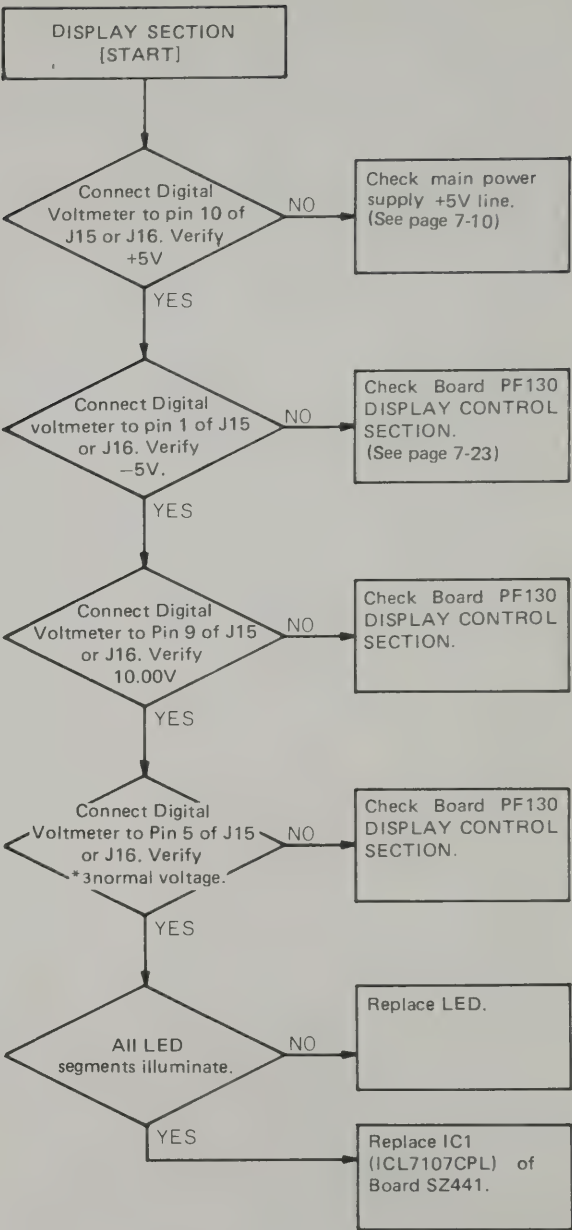 DISPLAY SECTION
[START]
Connect Digital
Voltmeter to pin 10 of
J15 or J16. Verify
+5V
NO
Check main power
supply +5V line.
(See page 7-10)
YES
Connect Digital
voltmeter to pin 1 of J15
or J16. Verify
—5V.
NO
Check Board PF130
DISPLAY CONTROL
SECTION.
(See page 7-23)
YES
Connect Digital
Voltmeter to Pin 9 of J15
or J16. Verify
10.00V
NO
Check Board PF130
DISPLAY CONTROL
SECTION.
YES
Connect Digital
Voltmeter to Pin 5 of J15
or J16. Verify
*3normal voltage.
NO
Check Board PF130
DISPLAY CONTROL
SECTION.
YES
All LED
segments illuminate.
NO
Replace LED.
YES
Replace IC1
(ICL7107CPL) of
Board SZ441.